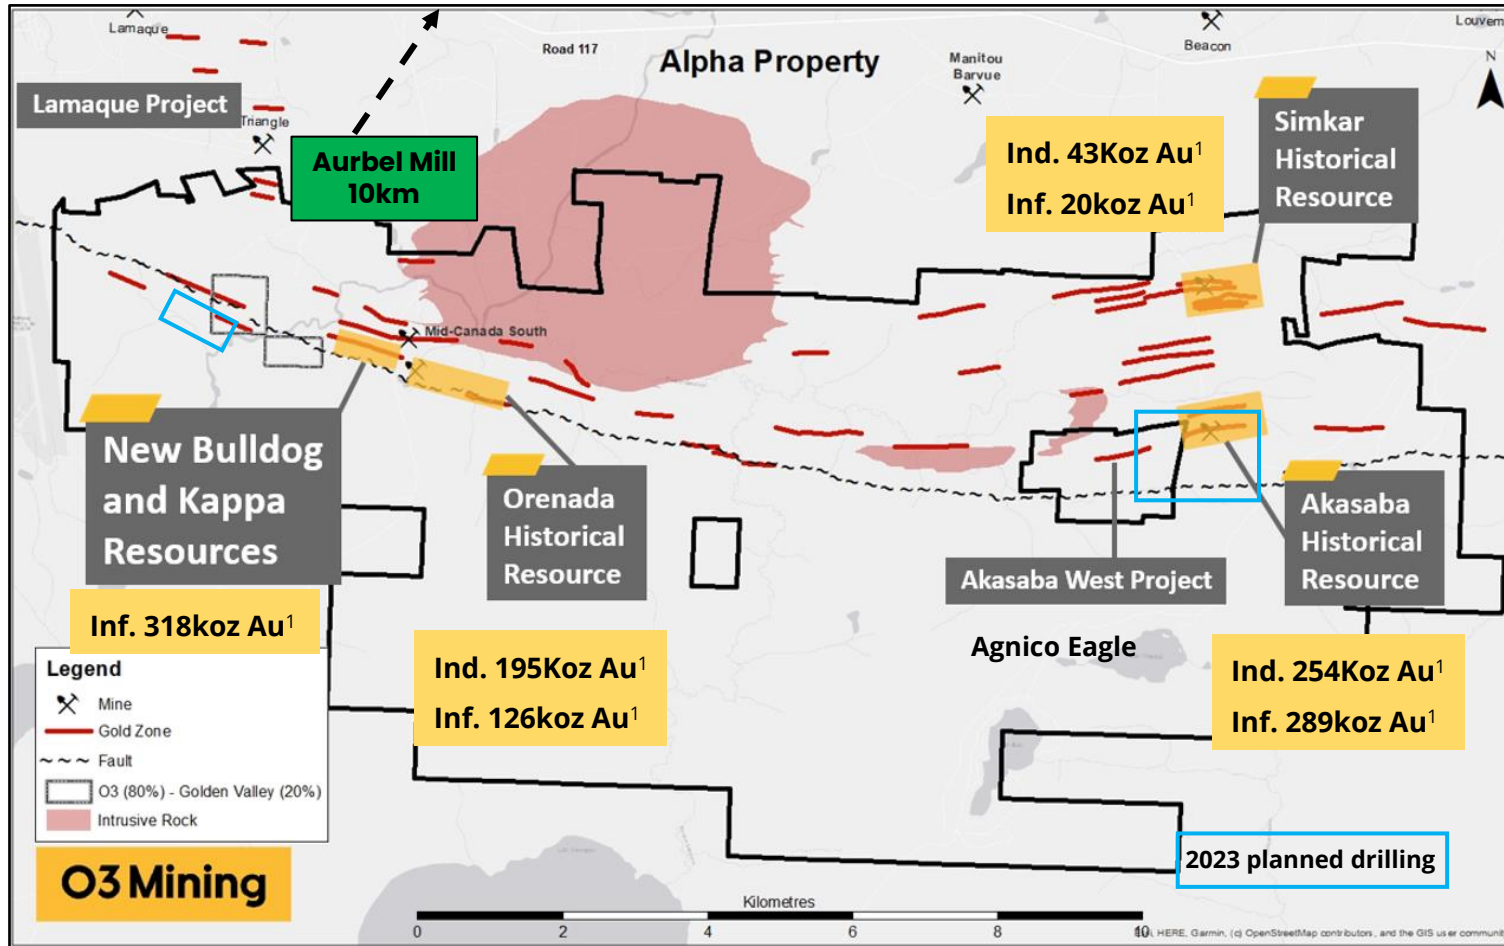 Lamaque
Road 117
Alpha Property
Manitou
Barvue
Beacon
N
Lamaque Project
Triangle
Aurbel Mill
10km
Ind. 43Koz Au¹
Inf. 20koz Au¹
Simkar
Historical
Resource
Mid-Canada South
New Bulldog
and Kappa
Resources
Inf. 318koz Au¹
Orenada
Historical
Resource
Ind. 195Koz Au¹
Inf. 126koz Au¹
Akasaba West Project
Agnico Eagle
Akasaba
Historical
Resource
Ind. 254Koz Au¹
Inf. 289koz Au¹
Legend
Mine
Gold Zone
Fault
O3 (80%) - Golden Valley (20%)
Intrusive Rock
O3 Mining
2023 planned drilling
Kilometres
0 2 4 6 8 10
HERE, Garmin, (c) OpenStreetMap contributors, and the GIS user